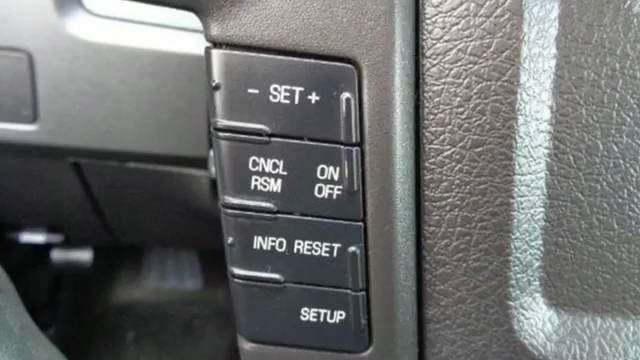 - SET +
CNCL ON
RSM OFF
INFO RESET
SETUP